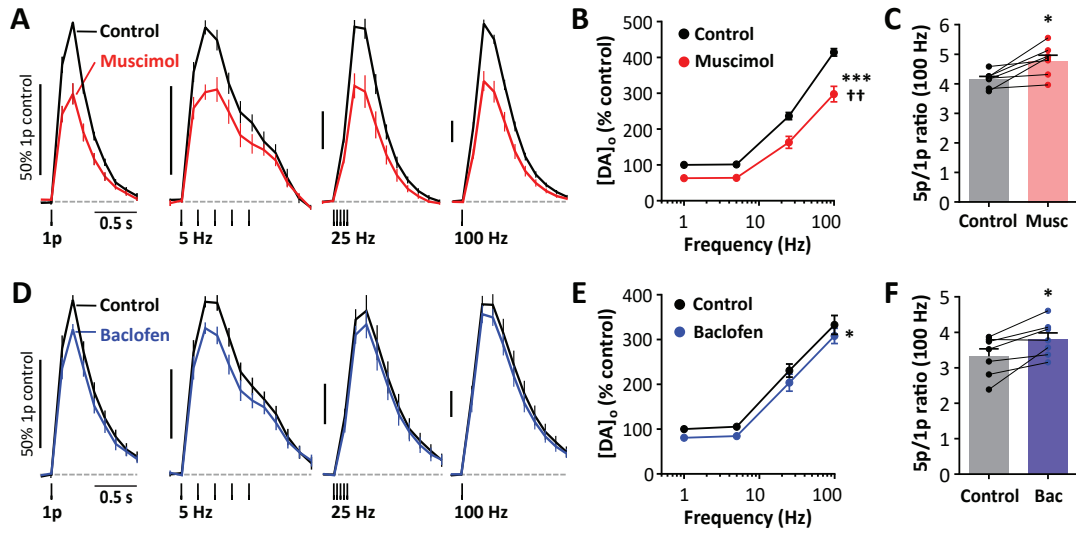 A
Control
Muscimol
50% 1p control
0.5 s
1p
5 Hz
25 Hz
100 Hz
B
Control
Muscimol
[DA]o (% control)
500
400
300
200
100
0
***
††
1
10
100
Frequency (Hz)
C
*
5p/1p ratio (100 Hz)
7
6
5
4
3
2
1
0
Control
Musc
D
Control
Baclofen
50% 1p control
0.5 s
1p
5 Hz
25 Hz
100 Hz
E
Control
Baclofen
[DA]o (% control)
400
300
200
100
0
*
1
10
100
Frequency (Hz)
F
*
5p/1p ratio (100 Hz)
5
4
3
2
1
0
Control
Bac